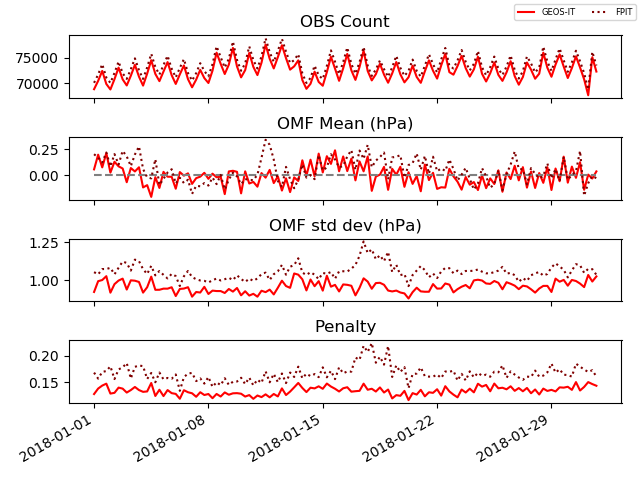 GEOS-IT FPIT
OBS Count
75000
70000
OMF Mean (hPa)
0.25
0.00
OMF std dev (hPa)
1.25
1.00
Penalty
0.20
0.15
2018-01-01 2018-01-08 2018-01-15 2018-01-22 2018-01-29